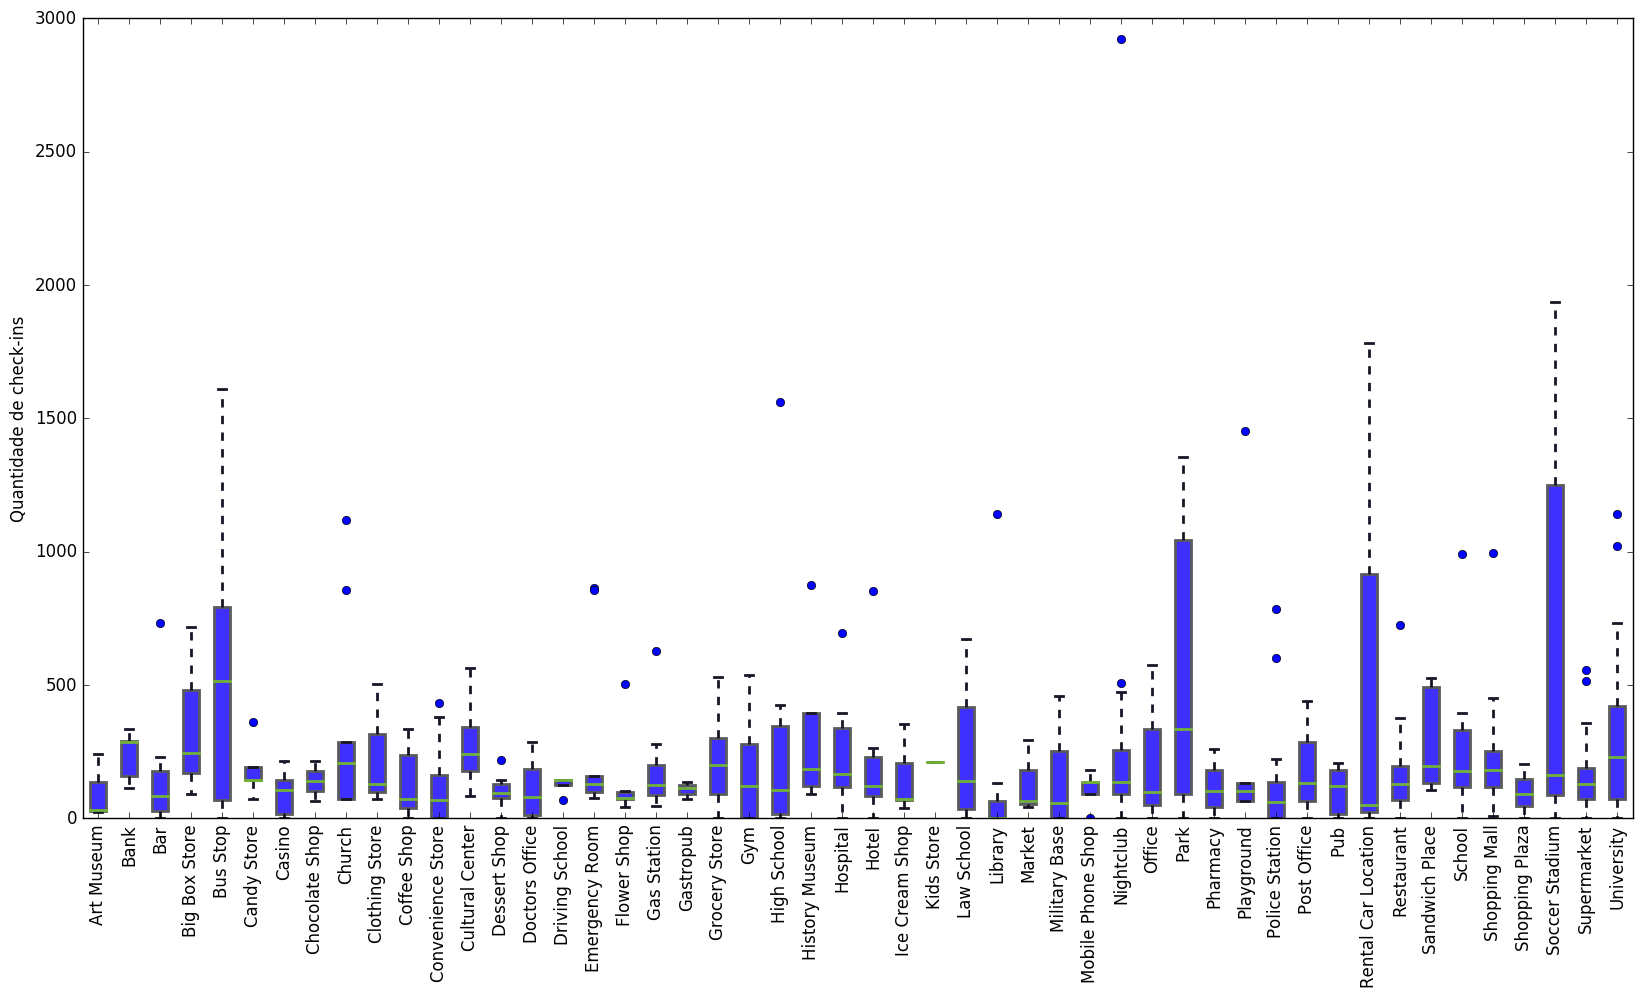 3000
2500
2000
1500
1000
500
0
Quantidade de check-ins
Art Museum
Bank
Bar
Big Box Store
Bus Stop
Candy Store
Casino
Chocolate Shop
Church
Clothing Store
Coffee Shop
Convenience Store
Cultural Center
Dessert Shop
Doctors Office
Driving School
Emergency Room
Flower Shop
Gas Station
Gastropub
Grocery Store
Gym
High School
History Museum
Hospital
Hotel
Ice Cream Shop
Kids Store
Law School
Library
Market
Military Base
Mobile Phone Shop
Nightclub
Office
Park
Pharmacy
Playground
Police Station
Post Office
Pub
Rental Car Location
Restaurant
Sandwich Place
School
Shopping Mall
Shopping Plaza
Soccer Stadium
Supermarket
University